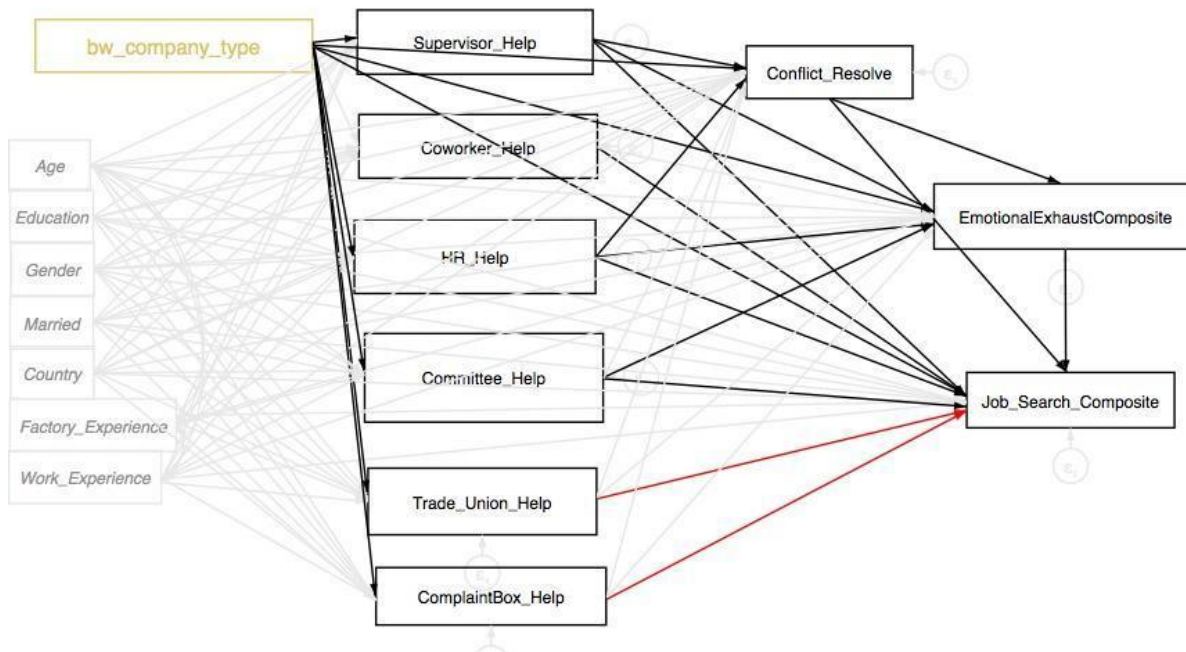 bw_company_type
Supervisor_Help
Conflict_Resolve
Coworker_Help
Age
Education
EmotionalExhaustComposite
Gender
HR_Help
Married
Country
Committee_Help
Job_Search_Composite
Factory_Experience
Work_Experience
Trade_Union_Help
ComplaintBox_Help